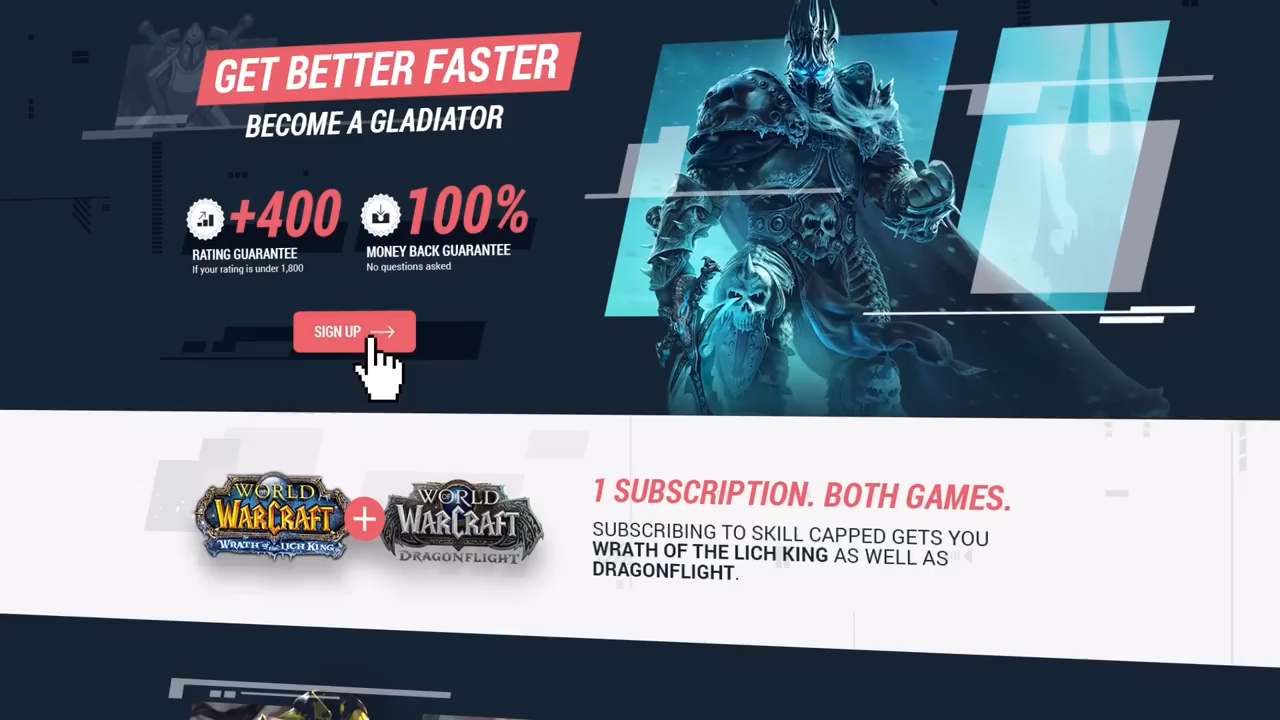 GET BETTER FASTER
BECOME A GLADIATOR
+400
RATING GUARANTEE
If your rating is under 1,800
100%
MONEY BACK GUARANTEE
No questions asked
SIGN UP
WORLD
WARCRAFT
WRATH of the LICH KING
WORLD
WARCRAFT
DRAGONFLIGHT
1 SUBSCRIPTION. BOTH GAMES.
SUBSCRIBING TO SKILL CAPPED GETS YOU
WRATH OF THE LICH KING AS WELL AS
DRAGONFLIGHT.